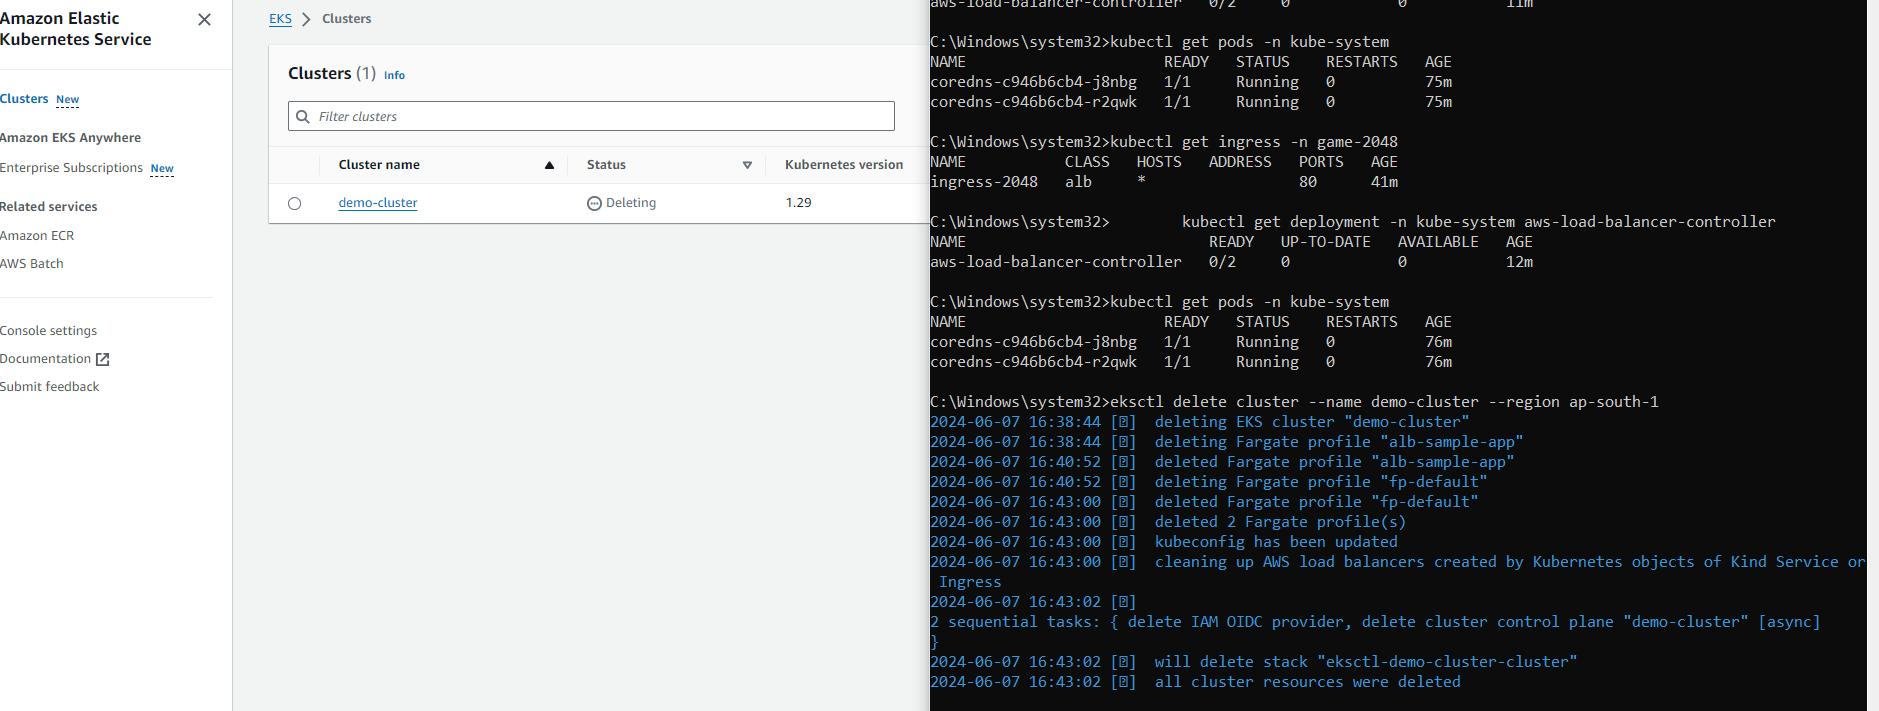 Amazon Elastic
Kubernetes Service
Clusters New
Amazon EKS Anywhere
Enterprise Subscriptions New
Related services
Amazon ECR
AWS Batch
Console settings
Documentation
Submit feedback
EKS > Clusters
Clusters (1) Info
Filter clusters
Cluster name Status Kubernetes version
demo-cluster Deleting 1.29
aws-load-balancer-controller 0/2 0 0 11m
C:\Windows\system32>kubectl get pods -n kube-system
NAME READY STATUS RESTARTS AGE
coredns-c946b6cb4-j8nbg 1/1 Running 0 75m
coredns-c946b6cb4-r2qwk 1/1 Running 0 75m
C:\Windows\system32>kubectl get ingress -n game-2048
NAME CLASS HOSTS ADDRESS PORTS AGE
ingress-2048 alb * 80 41m
C:\Windows\system32> kubectl get deployment -n kube-system aws-load-balancer-controller
NAME READY UP-TO-DATE AVAILABLE AGE
aws-load-balancer-controller 0/2 0 0 12m
C:\Windows\system32>kubectl get pods -n kube-system
NAME READY STATUS RESTARTS AGE
coredns-c946b6cb4-j8nbg 1/1 Running 0 76m
coredns-c946b6cb4-r2qwk 1/1 Running 0 76m
C:\Windows\system32>eksctl delete cluster --name demo-cluster --region ap-south-1
2024-06-07 16:38:44 [⍰] deleting EKS cluster "demo-cluster"
2024-06-07 16:38:44 [⍰] deleting Fargate profile "alb-sample-app"
2024-06-07 16:40:52 [⍰] deleted Fargate profile "alb-sample-app"
2024-06-07 16:40:52 [⍰] deleting Fargate profile "fp-default"
2024-06-07 16:43:00 [⍰] deleted Fargate profile "fp-default"
2024-06-07 16:43:00 [⍰] deleted 2 Fargate profile(s)
2024-06-07 16:43:00 [⍰] kubeconfig has been updated
2024-06-07 16:43:00 [⍰] cleaning up AWS load balancers created by Kubernetes objects of Kind Service or
Ingress
2024-06-07 16:43:02 [⍰]
2 sequential tasks: { delete IAM OIDC provider, delete cluster control plane "demo-cluster" [async]
}
2024-06-07 16:43:02 [⍰] will delete stack "eksctl-demo-cluster-cluster"
2024-06-07 16:43:02 [⍰] all cluster resources were deleted